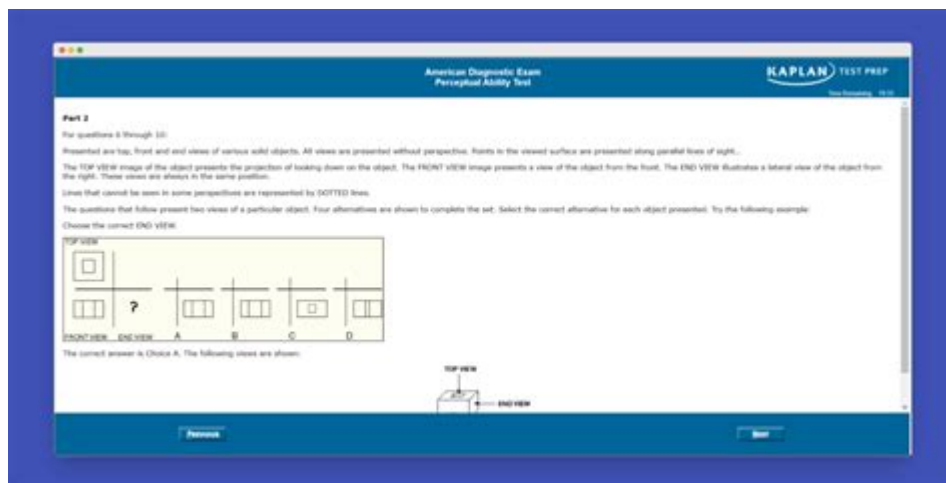 American Diagnostic Exam
Perceptual Ability Test
KAPLAN TEST PREP
Time Remaining
Part 2
For questions 6 through 10:
Presented are top, front and end views of various solid objects. All views are presented without perspective. Points in the viewed surface are presented along parallel lines of sight..
The TOP VIEW image of the object presents the projection of looking down on the object. The FRONT VIEW image presents a view of the object from the front. The END VIEW illustrates a lateral view of the object from
the right. These views are always in the same position.
Lines that cannot be seen in some perspectives are represented by DOTTED lines.
The questions that follow present two views of a particular object. Four alternatives are shown to complete the set. Select the correct alternative for each object presented. Try the following example:
Choose the correct END VIEW.
TOP VIEW
?
FRONT VIEW END VIEW A B C D
The correct answer is Choice A. The following views are shown:
TOP VIEW
END VIEW
Previous
Next